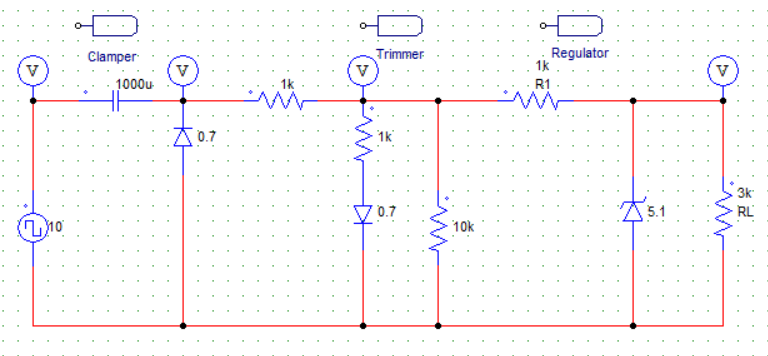 Clamper
Trimmer
Regulator
V
V
V
V
1000u
1k
1k
R1
0.7
1k
0.7
10
10k
5.1
3k
RL